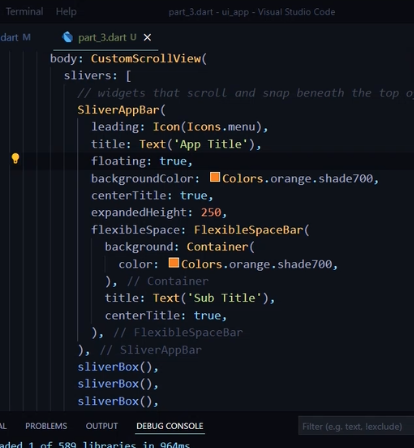 Terminal Help part_3.dart - ui_app - Visual Studio Code
.dart M part_3.dart U ×
body: CustomScrollView(
slivers: [
// widgets that scroll and snap beneath the top o
SliverAppBar(
leading: Icon(Icons.menu),
title: Text('App Title'),
floating: true,
backgroundColor: Colors.orange.shade700,
centerTitle: true,
expandedHeight: 250,
flexibleSpace: FlexibleSpaceBar(
background: Container(
color: Colors.orange.shade700,
), // Container
title: Text('Sub Title'),
centerTitle: true,
), // FlexibleSpaceBar
), // SliverAppBar
sliverBox(),
sliverBox(),
sliverBox(),
AL PROBLEMS OUTPUT DEBUG CONSOLE Filter (e.g. text, !exclude)
aded 1 of 589 libraries in 964ms.